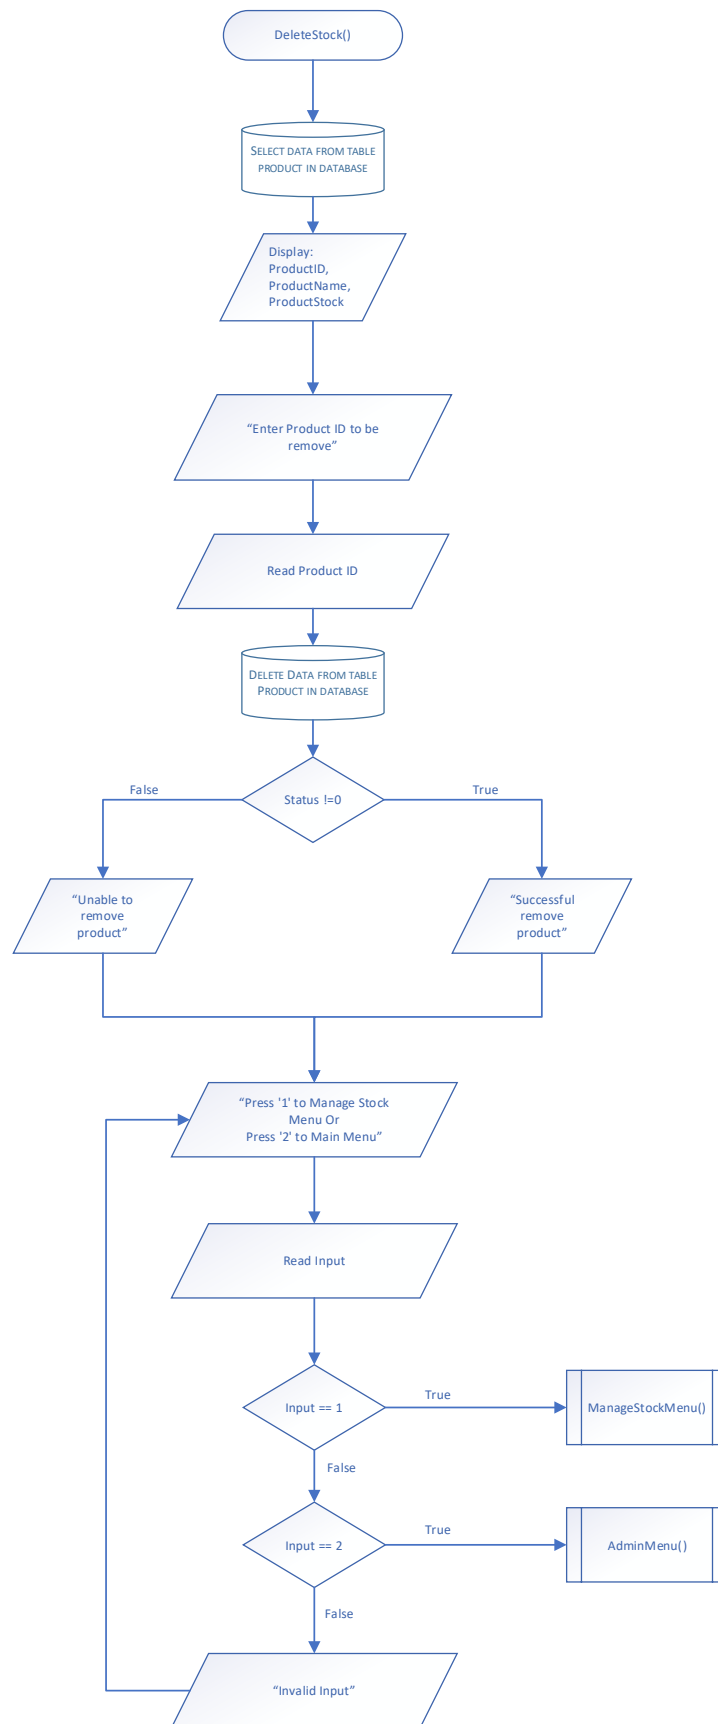 DeleteStock()
SELECT DATA FROM TABLE
PRODUCT IN DATABASE
Display:
ProductID,
ProductName,
ProductStock
“Enter Product ID to be
remove”
Read Product ID
DELETE DATA FROM TABLE
PRODUCT IN DATABASE
Status !=0
False
True
“Unable to
remove
product”
“Successful
remove
product”
“Press '1' to Manage Stock
Menu Or
Press '2' to Main Menu”
Read Input
Input == 1
True
ManageStockMenu()
False
Input == 2
True
AdminMenu()
False
“Invalid Input”